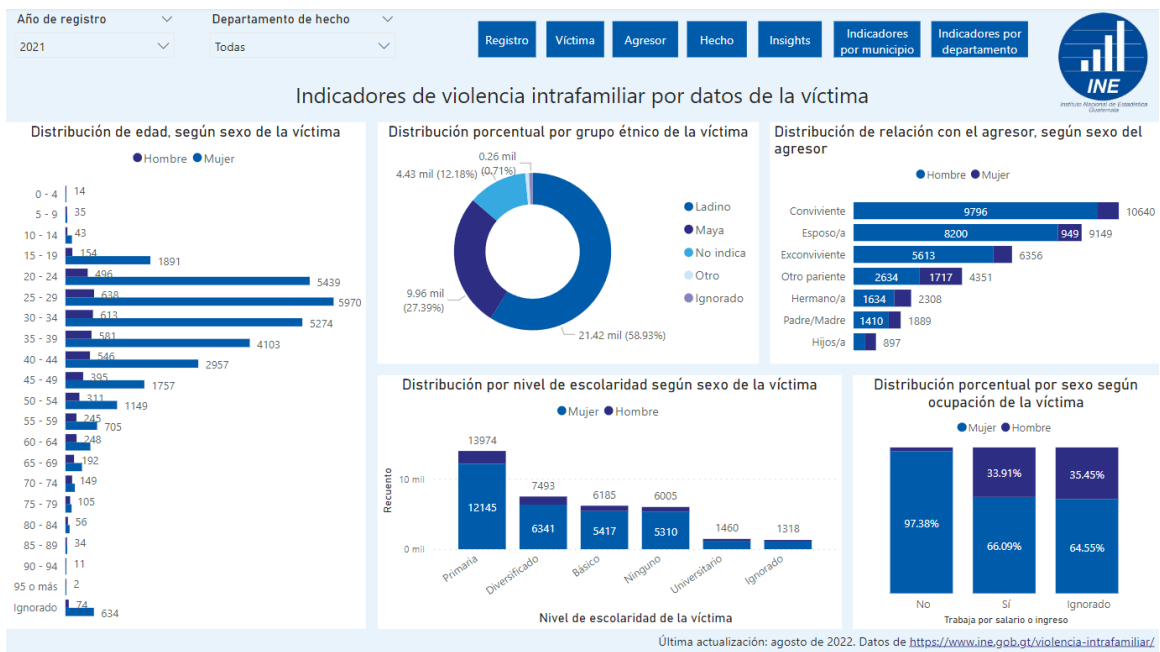 Año de registro
2021
Departamento de hecho
Todas
Registro
Víctima
Agresor
Hecho
Insights
Indicadores
por municipio
Indicadores por
departamento
INE
Instituto Nacional de Estadística
Guatemala
Indicadores de violencia intrafamiliar por datos de la víctima
Distribución de edad, según sexo de la víctima
Hombre Mujer
0 - 4 14
5 - 9 35
10 - 14 43
15 - 19 154 1891
20 - 24 496 5439
25 - 29 638 5970
30 - 34 613 5274
35 - 39 581 4103
40 - 44 546 2957
45 - 49 395 1757
50 - 54 311 1149
55 - 59 245 705
60 - 64 248
65 - 69 192
70 - 74 149
75 - 79 105
80 - 84 56
85 - 89 34
90 - 94 11
95 o más 2
Ignorado 74 634
Distribución porcentual por grupo étnico de la víctima
0.26 mil
(0.71%)
4.43 mil (12.18%)
9.96 mil
(27.39%)
21.42 mil (58.93%)
Ladino
Maya
No indica
Otro
Ignorado
Distribución de relación con el agresor, según sexo del
agresor
Hombre Mujer
Conviviente 9796 10640
Esposo/a 8200 949 9149
Exconviviente 5613 6356
Otro pariente 2634 1717 4351
Hermano/a 1634 2308
Padre/Madre 1410 1889
Hijos/a 897
Distribución por nivel de escolaridad según sexo de la víctima
Mujer Hombre
Recuento
10 mil
0 mil
13974 7493 6185 6005 1460 1318
12145 6341 5417 5310
Primaria Diversificado Básico Ninguno Universitario Ignorado
Nivel de escolaridad de la víctima
Distribución porcentual por sexo según
ocupación de la víctima
Mujer Hombre
33.91% 35.45%
97.38% 66.09% 64.55%
No Sí Ignorado
Trabaja por salario o ingreso
Última actualización: agosto de 2022. Datos de https://www.ine.gob.gt/violencia-intrafamiliar/